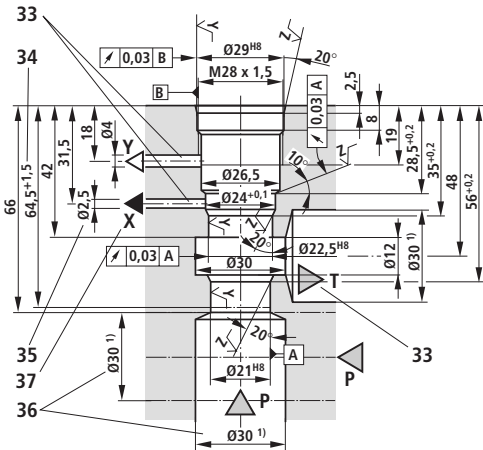 33
34
0,03 B
Y
Ø29H8
Z
20°
M28 x 1,5
B
0,03 A
2,5
8
18
Ø4
Y
31,5
42
64,5+1,5
66
Ø2,5
X
Ø26,5
10°
Z
Ø24+0,1
Y
Z
20°
Ø22,5H8
0,03 A
Ø30
19
28,5+0,2
35+0,2
48
56+0,2
Ø12
Ø30 1)
T
Y
33
35
37
36
Ø30 1)
20°
Z
A
Ø21H8
P
P
Ø30 1)